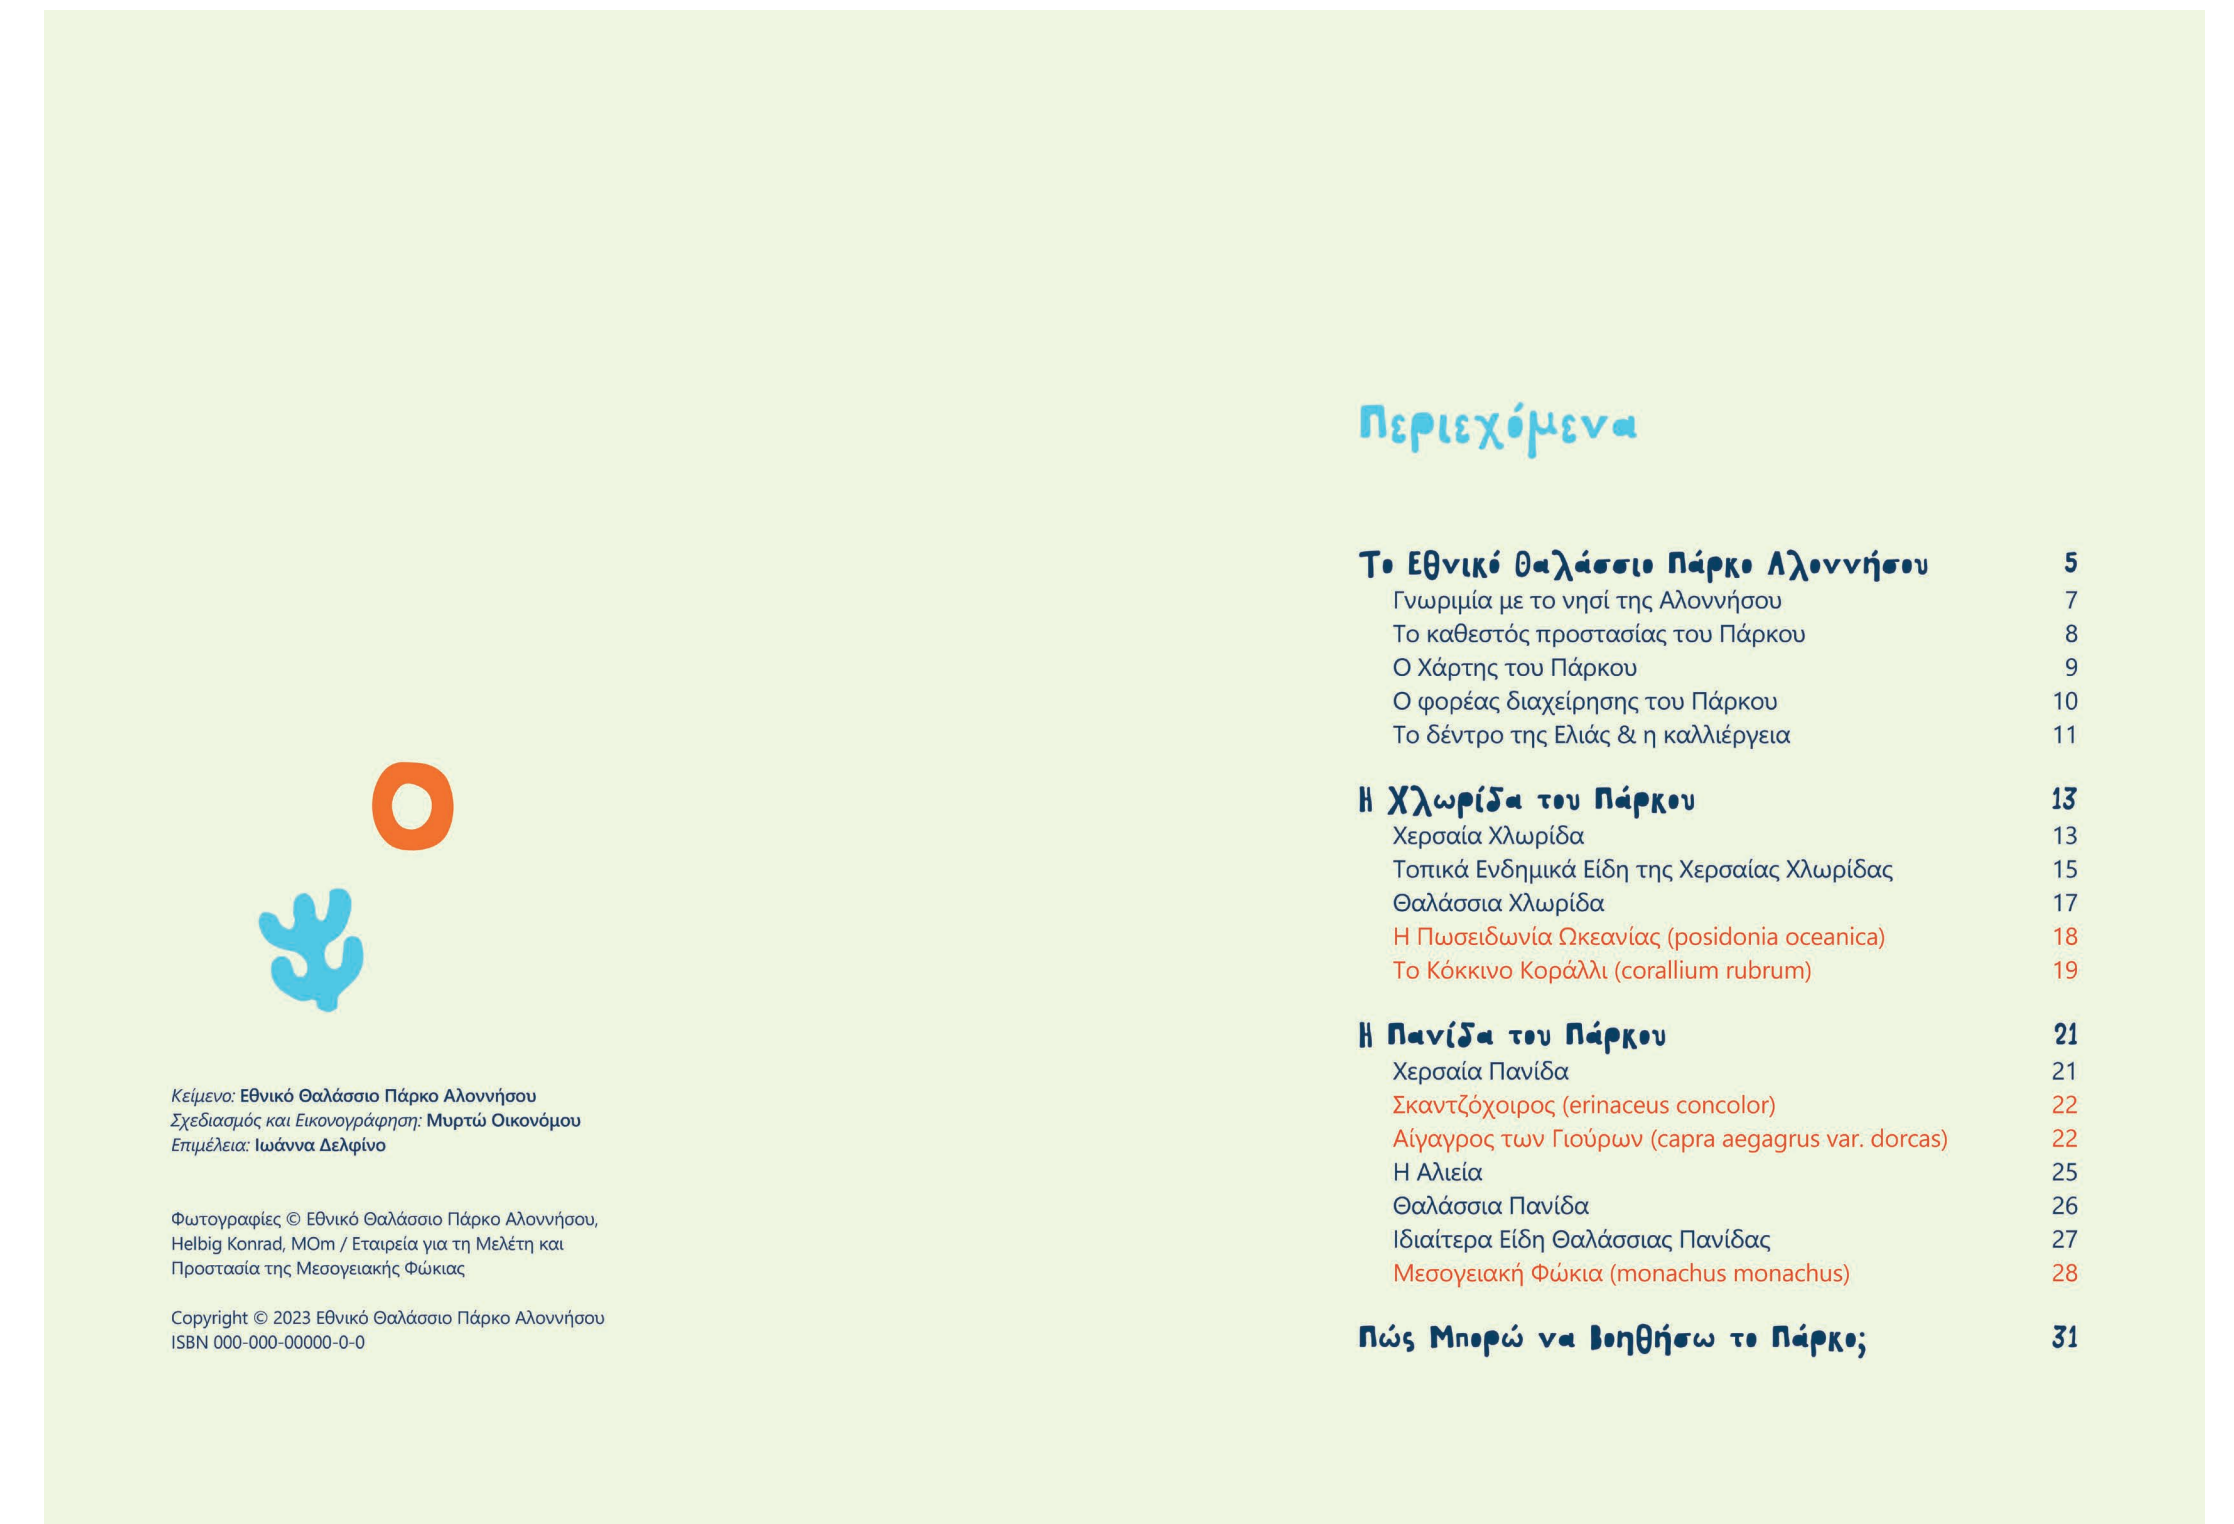 Κείμενο: Εθνικό Θαλάσσιο Πάρκο Αλοννήσου
Σχεδιασμός και Εικονογράφηση: Μυρτώ Οικονόμου
Επιμέλεια: Ιωάννα Δελφίνο
Φωτογραφίες © Εθνικό Θαλάσσιο Πάρκο Αλοννήσου,
Helbig Konrad, MOm / Εταιρεία για τη Μελέτη και
Προστασία της Μεσογειακής Φώκιας
Copyright © 2023 Εθνικό Θαλάσσιο Πάρκο Αλοννήσου
ISBN 000-000-00000-0-0
Περιεχόμενα
Το Εθνικό Θαλάσσιο Πάρκο Αλοννήσου 5
Γνωριμία με το νησί της Αλοννήσου 7
Το καθεστός προστασίας του Πάρκου 8
Ο Χάρτης του Πάρκου 9
Ο φορέας διαχείρησης του Πάρκου 10
Το δέντρο της Ελιάς & η καλλιέργεια 11
Η Χλωρίδα του Πάρκου 13
Χερσαία Χλωρίδα 13
Τοπικά Ενδημικά Είδη της Χερσαίας Χλωρίδας 15
Θαλάσσια Χλωρίδα 17
Η Πωσειδωνία Ωκεανίας (posidonia oceanica) 18
Το Κόκκινο Κοράλλι (corallium rubrum) 19
Η Πανίδα του Πάρκου 21
Χερσαία Πανίδα 21
Σκαντζόχοιρος (erinaceus concolor) 22
Αίγαγρος των Γιούρων (capra aegagrus var. dorcas) 22
Η Αλιεία 25
Θαλάσσια Πανίδα 26
Ιδιαίτερα Είδη Θαλάσσιας Πανίδας 27
Μεσογειακή Φώκια (monachus monachus) 28
Πώς Μπορώ να Βοηθήσω το Πάρκο; 31